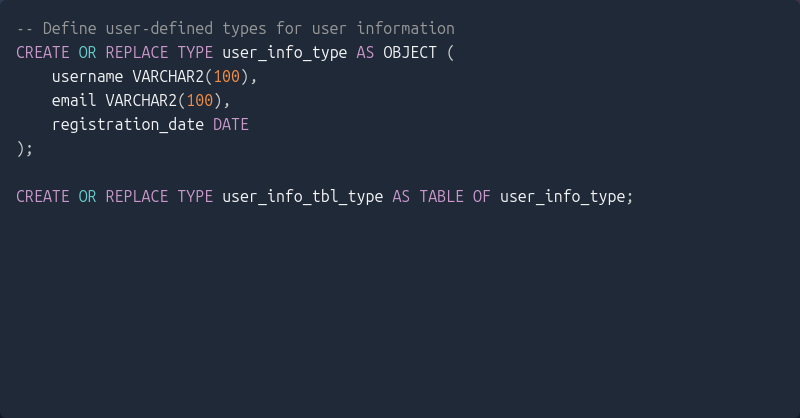 -- Define user-defined types for user information
CREATE OR REPLACE TYPE user_info_type AS OBJECT (
    username VARCHAR2(100),
    email VARCHAR2(100),
    registration_date DATE
);

CREATE OR REPLACE TYPE user_info_tbl_type AS TABLE OF user_info_type;